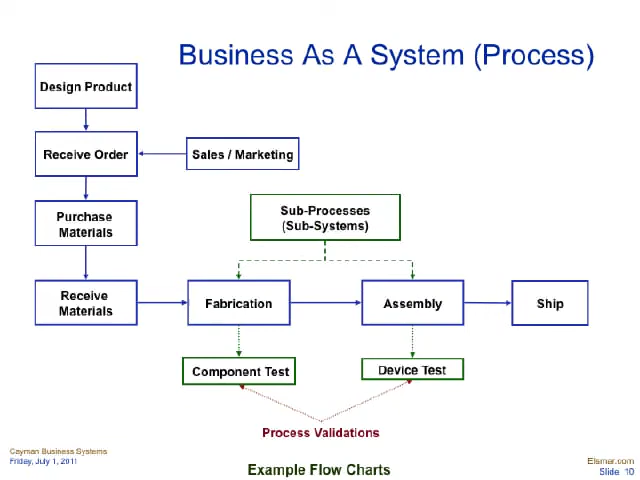 Business As A System (Process)
Design Product
Receive Order
Sales / Marketing
Purchase
Materials
Sub-Processes
(Sub-Systems)
Receive
Materials
Fabrication
Assembly
Ship
Component Test
Device Test
Process Validations
Cayman Business Systems
Friday, July 1, 2011
Example Flow Charts
Elsmar.com
Slide 10